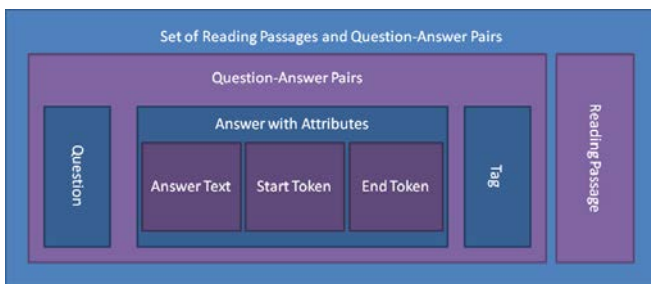 Set of Reading Passages and Question-Answer Pairs
Question-Answer Pairs
Question
Answer with Attributes
Answer Text
Start Token
End Token
Tag
Reading Passage